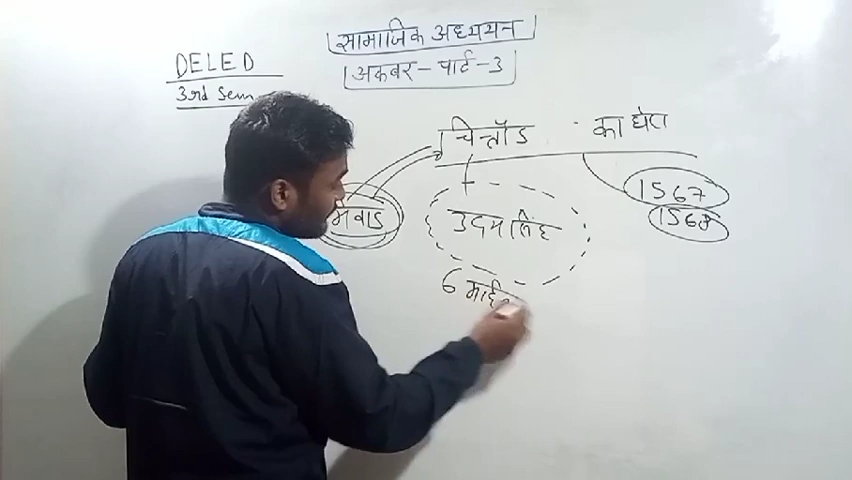 सामाजिक अध्ययन
अकबर - पार्ट - 3
DELED
3rd Sem
चित्तौड का घेरा
1567
1568
मेवाड
उदयसिंह
6